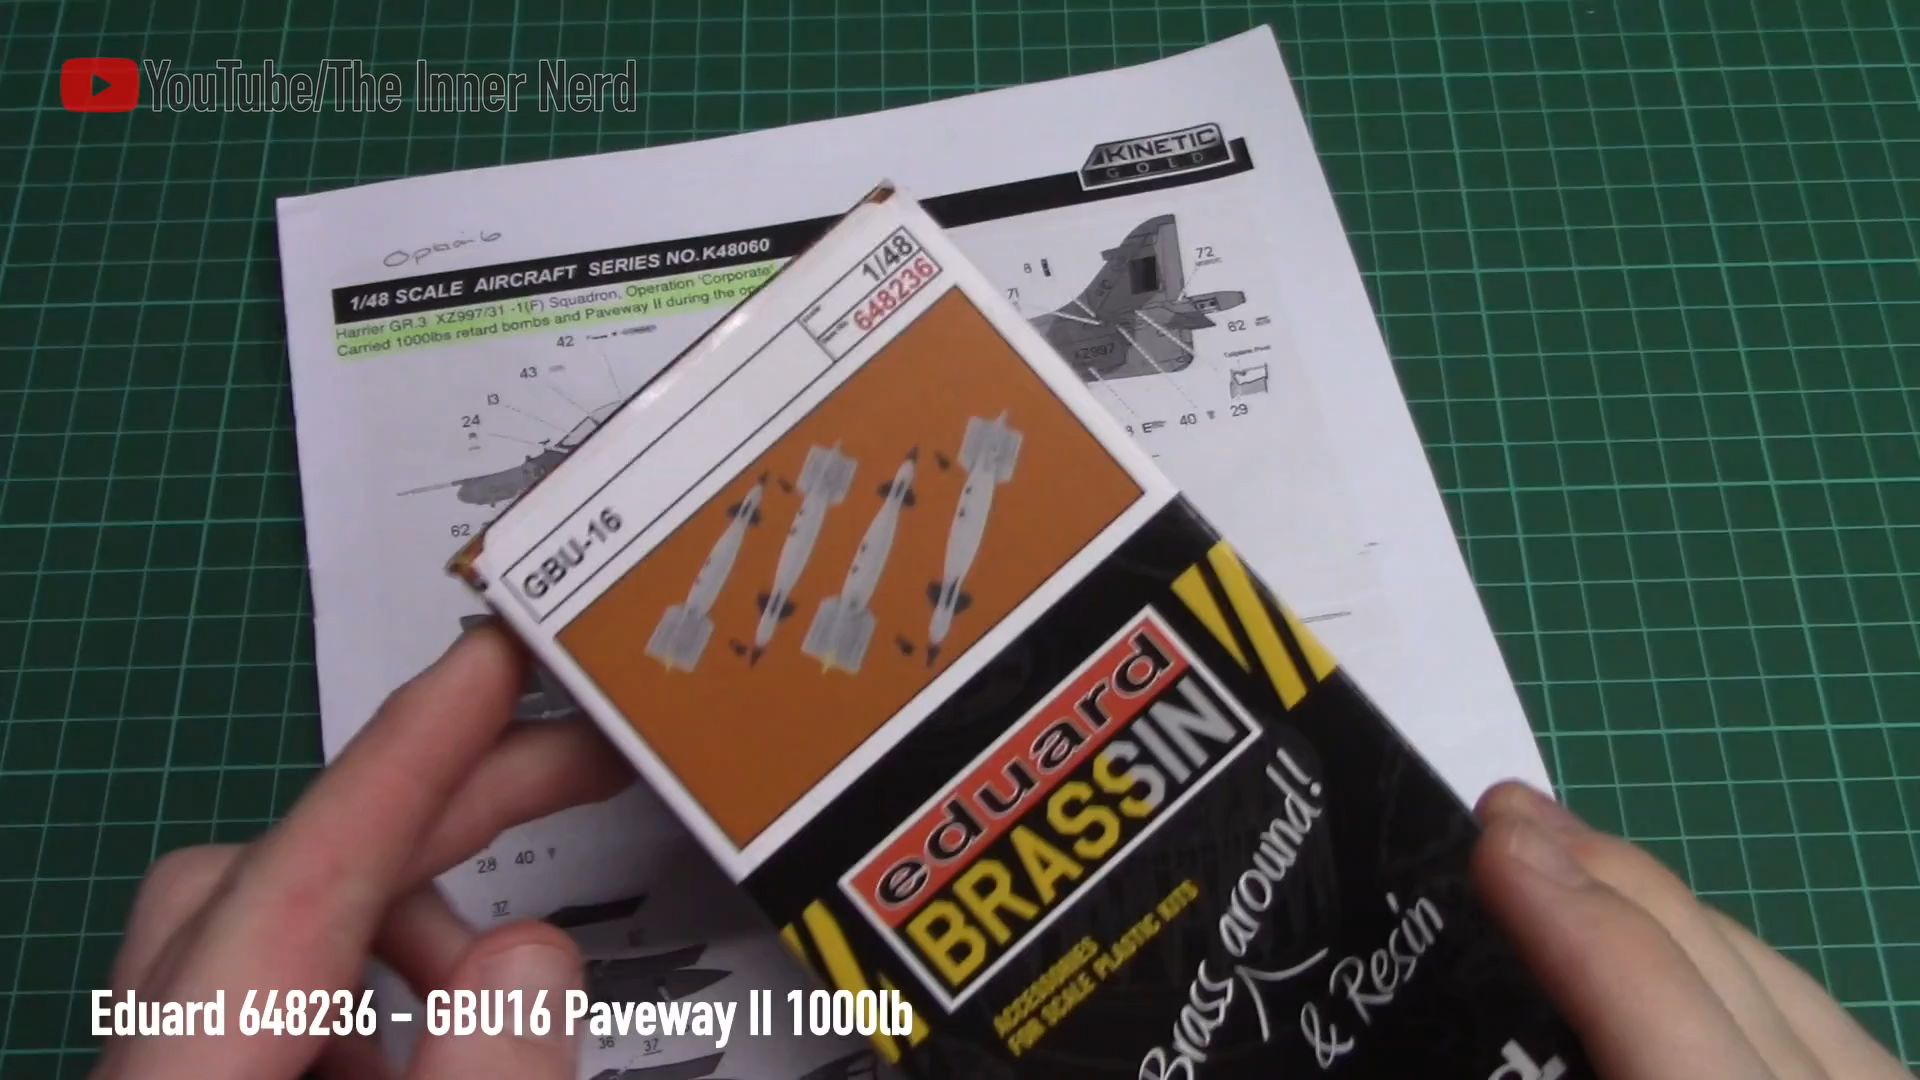 YouTube/The Inner Nerd
KINETIC
GOLD
Option 6
1/48 SCALE AIRCRAFT SERIES NO. K48060
Harrier GR.3 XZ997/31 -1(F) Squadron, Operation 'Corporate'
Carried 1000lbs retard bombs and Paveway II during the
8
72
71
42
43
13
24
62
XZ997
62
29
40
1/48
648236
GBU-16
eduard
BRASSIN
ACCESSORIES
FOR SCALE PLASTIC KITS
Brass around!
& Resin
28 40
37
36 37
Eduard 648236 - GBU16 Paveway II 1000lb